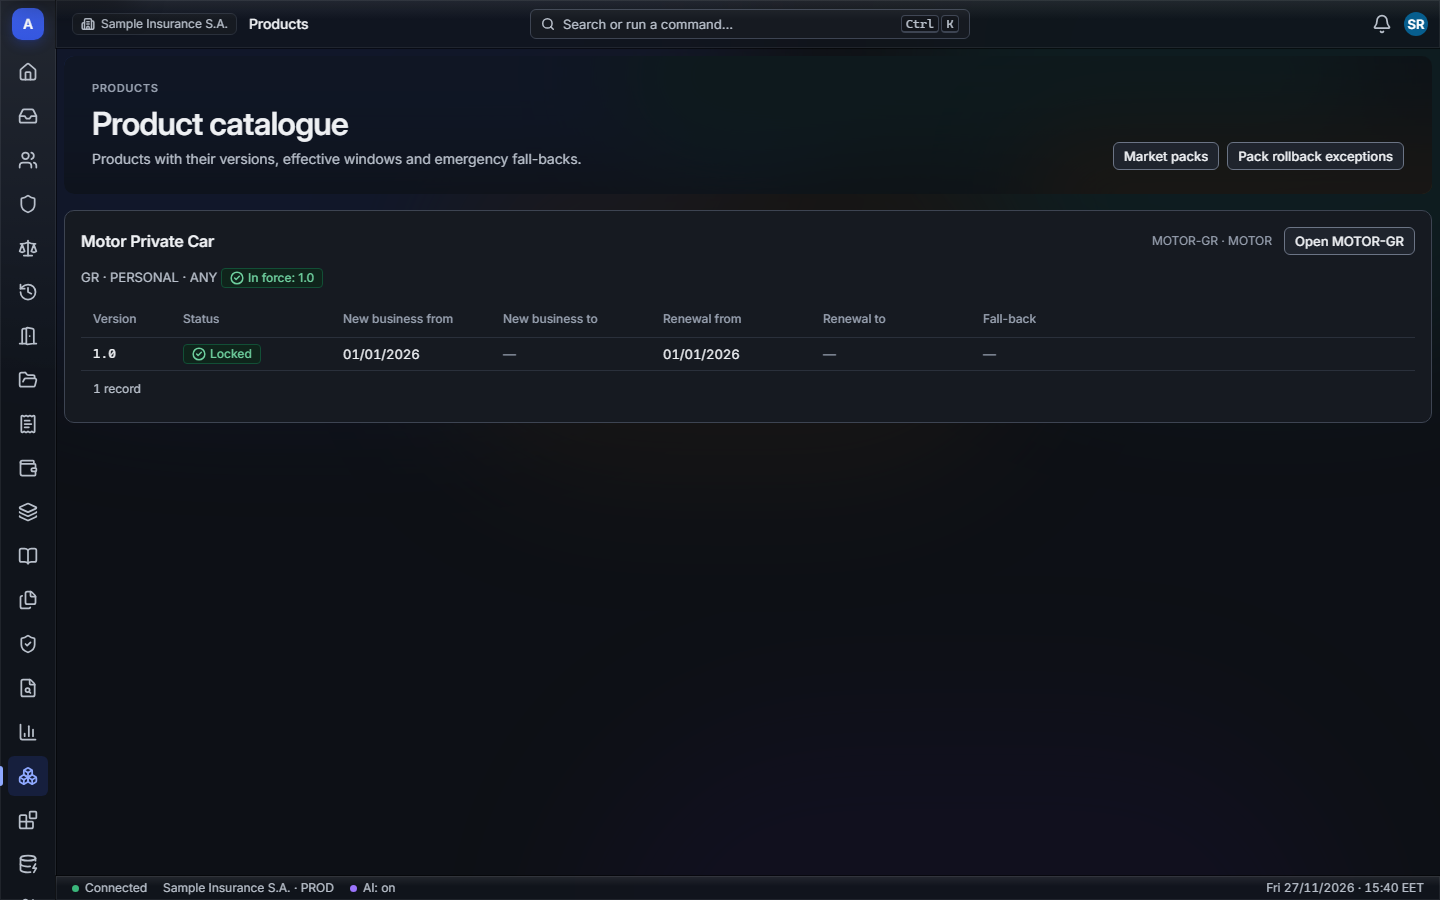 A
Sample Insurance S.A.
Products
Search or run a command...
Ctrl K
SR
PRODUCTS
Product catalogue
Products with their versions, effective windows and emergency fall-backs.
Market packs
Pack rollback exceptions
Motor Private Car
MOTOR-GR · MOTOR
Open MOTOR-GR
GR · PERSONAL · ANY
In force: 1.0
Version Status New business from New business to Renewal from Renewal to Fall-back
1.0 Locked 01/01/2026 — 01/01/2026 — —
1 record
Connected
Sample Insurance S.A. · PROD
AI: on
Fri 27/11/2026 · 15:40 EET